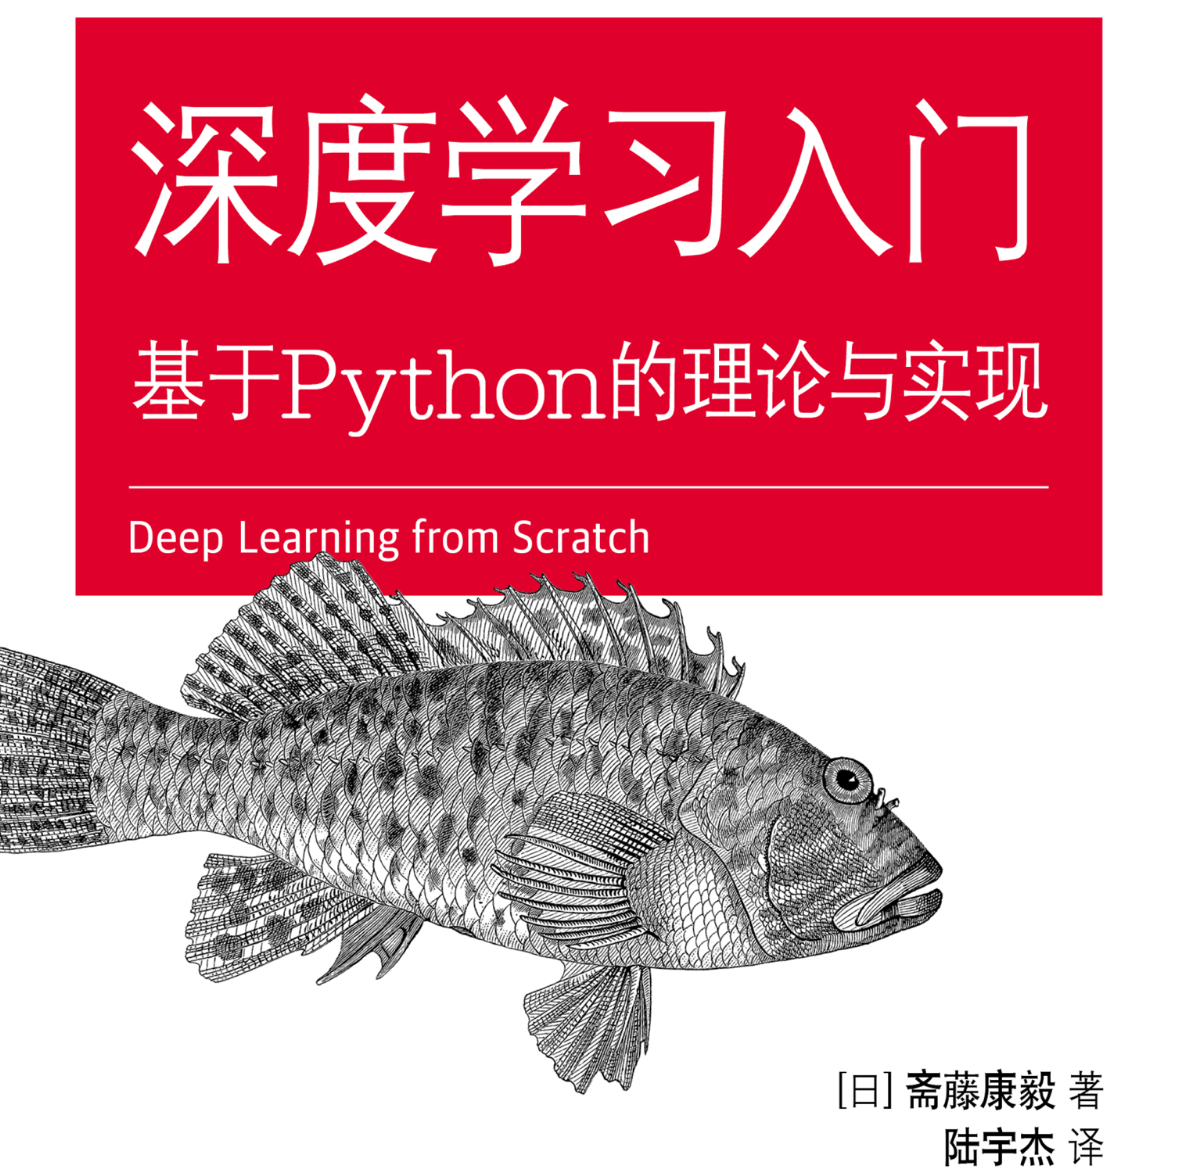 深度学习入门
基于Python的理论与实现
Deep Learning from Scratch
[日] 斋藤康毅 著
陆宇杰 译